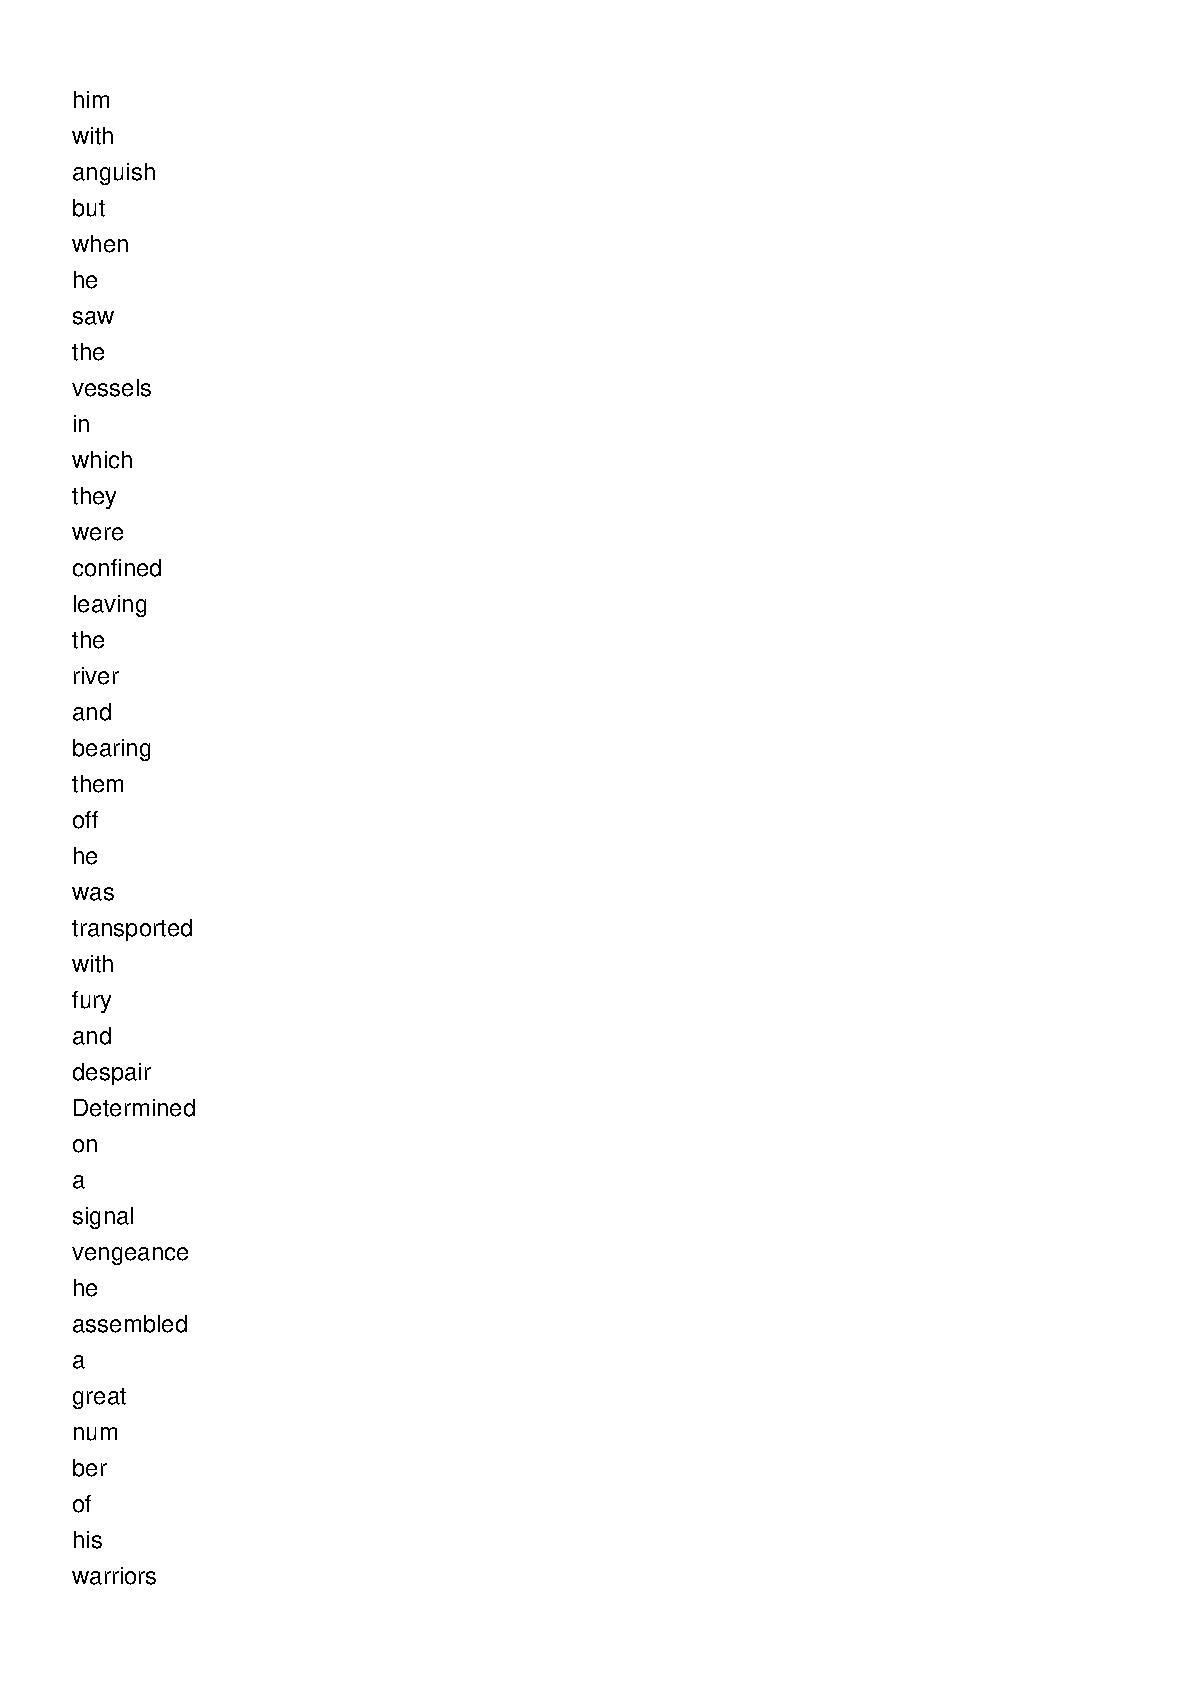 him
with
anguish
but
when
he
saw
the
vessels
in
which
they
were
confined
leaving
the
river
and
bearing
them
off
he
was
transported
with
fury
and
despair
Determined
on
a
signal
vengeance
he
assembled
a
great
num
ber
of
his
warriors